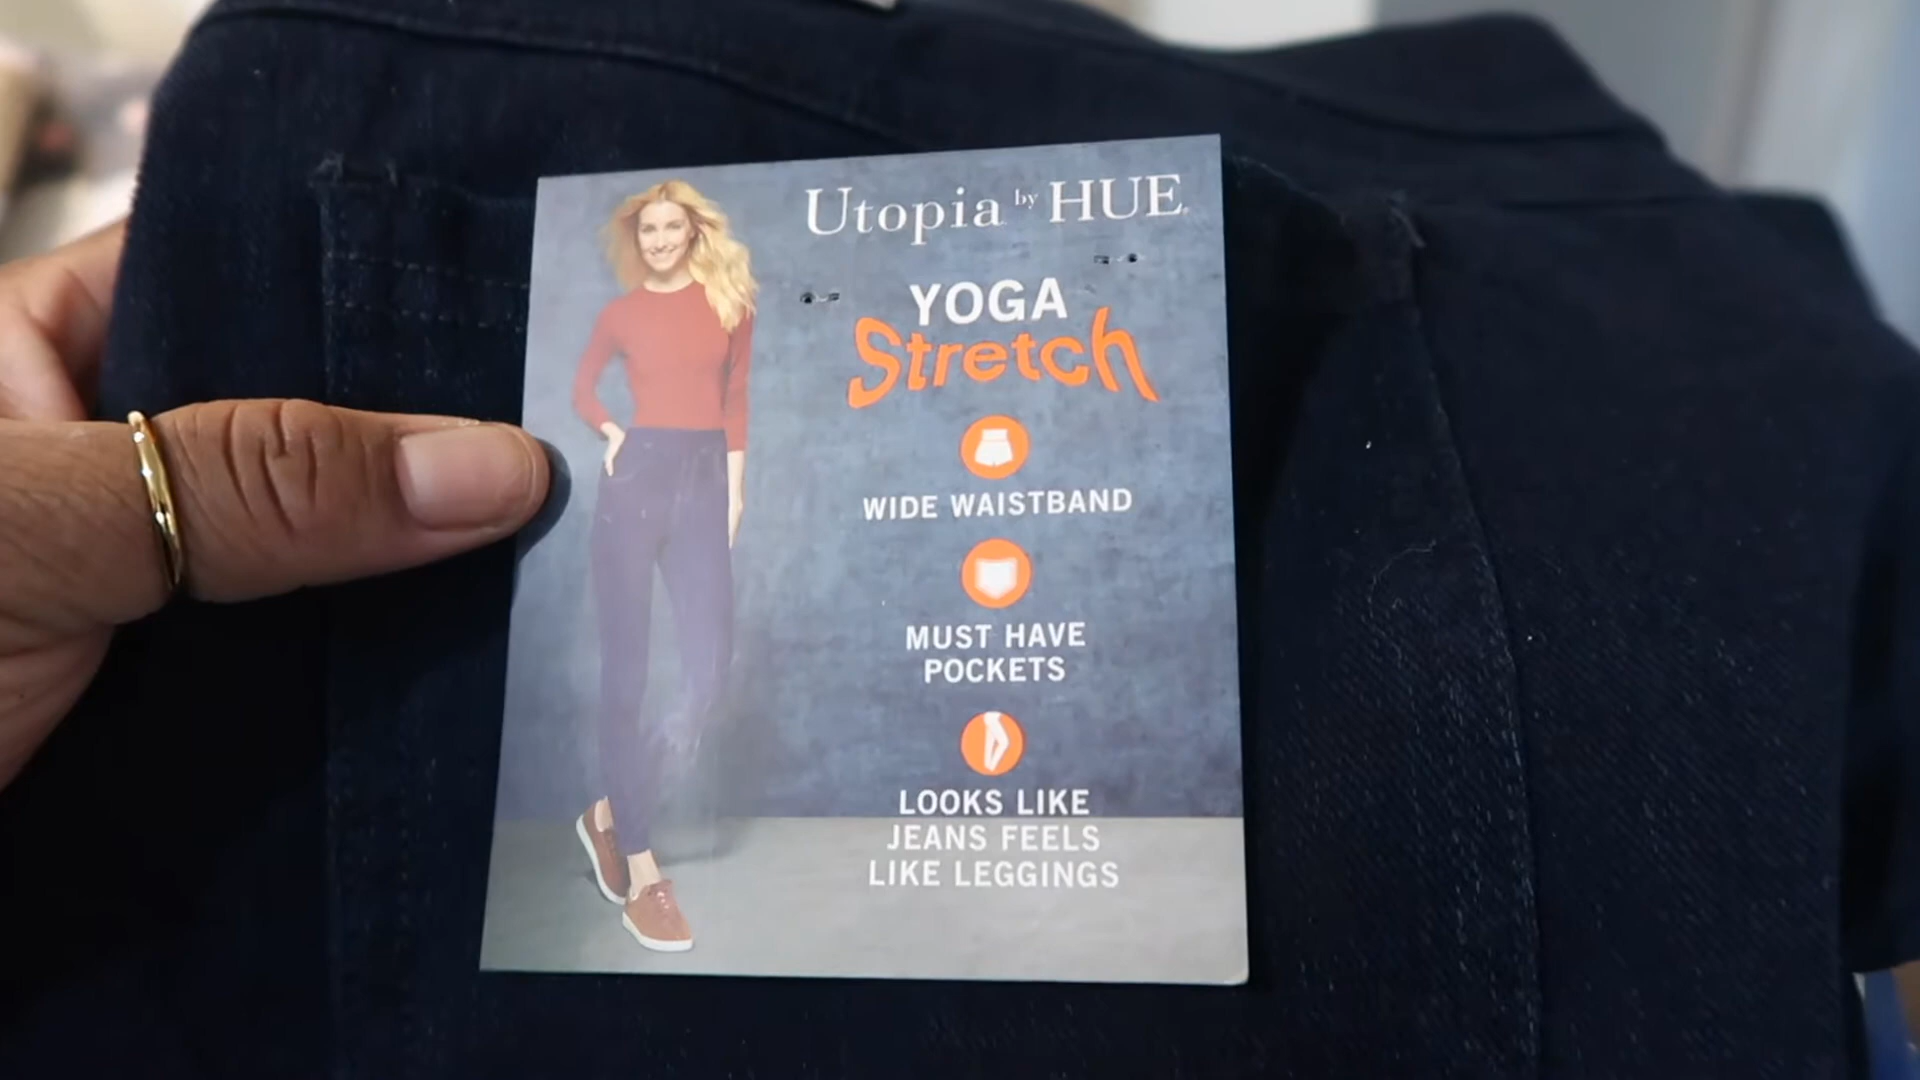 Utopia by HUE
YOGA
Stretch
WIDE WAISTBAND
MUST HAVE
POCKETS
LOOKS LIKE
JEANS FEELS
LIKE LEGGINGS